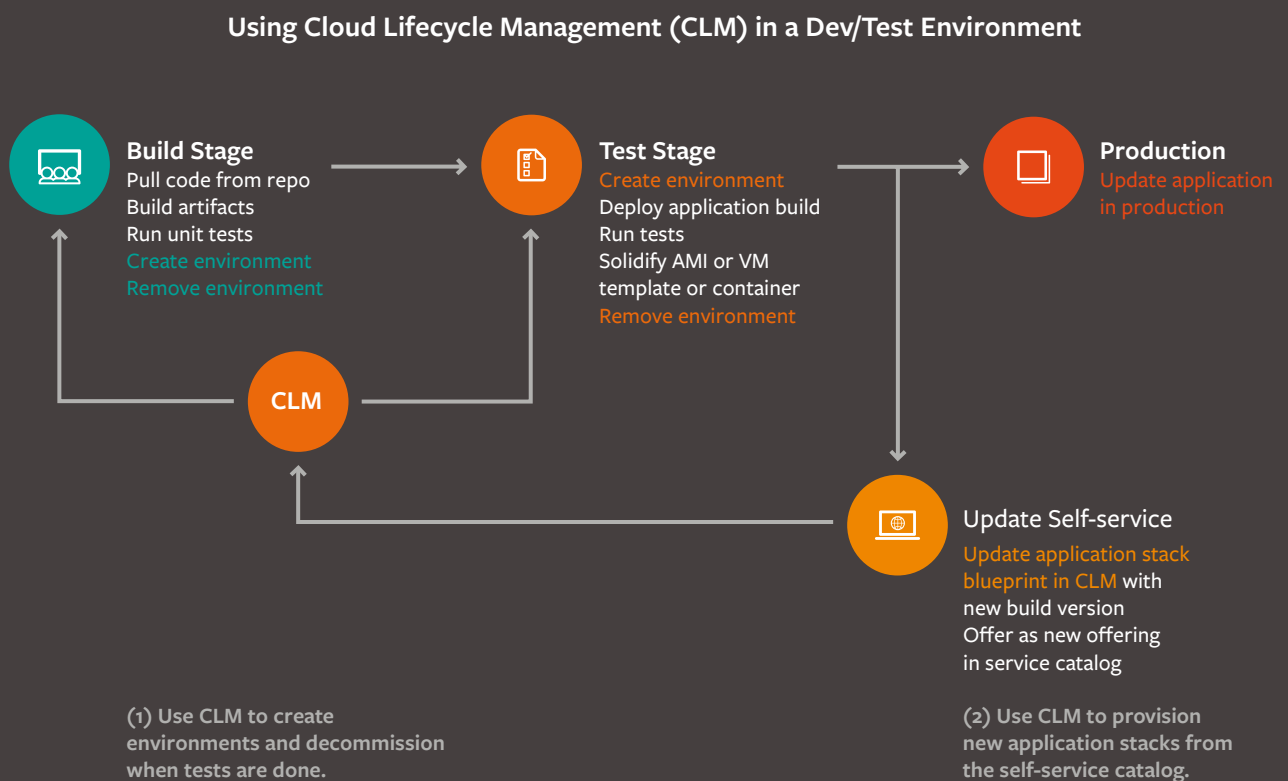 Using Cloud Lifecycle Management (CLM) in a Dev/Test Environment
Build Stage
Pull code from repo
Build artifacts
Run unit tests
Create environment
Remove environment
Test Stage
Create environment
Deploy application build
Run tests
Solidify AMI or VM
template or container
Remove environment
Production
Update application
in production
CLM
Update Self-service
Update application stack
blueprint in CLM with
new build version
Offer as new offering
in service catalog
(1) Use CLM to create
environments and decommission
when tests are done.
(2) Use CLM to provision
new application stacks from
the self-service catalog.